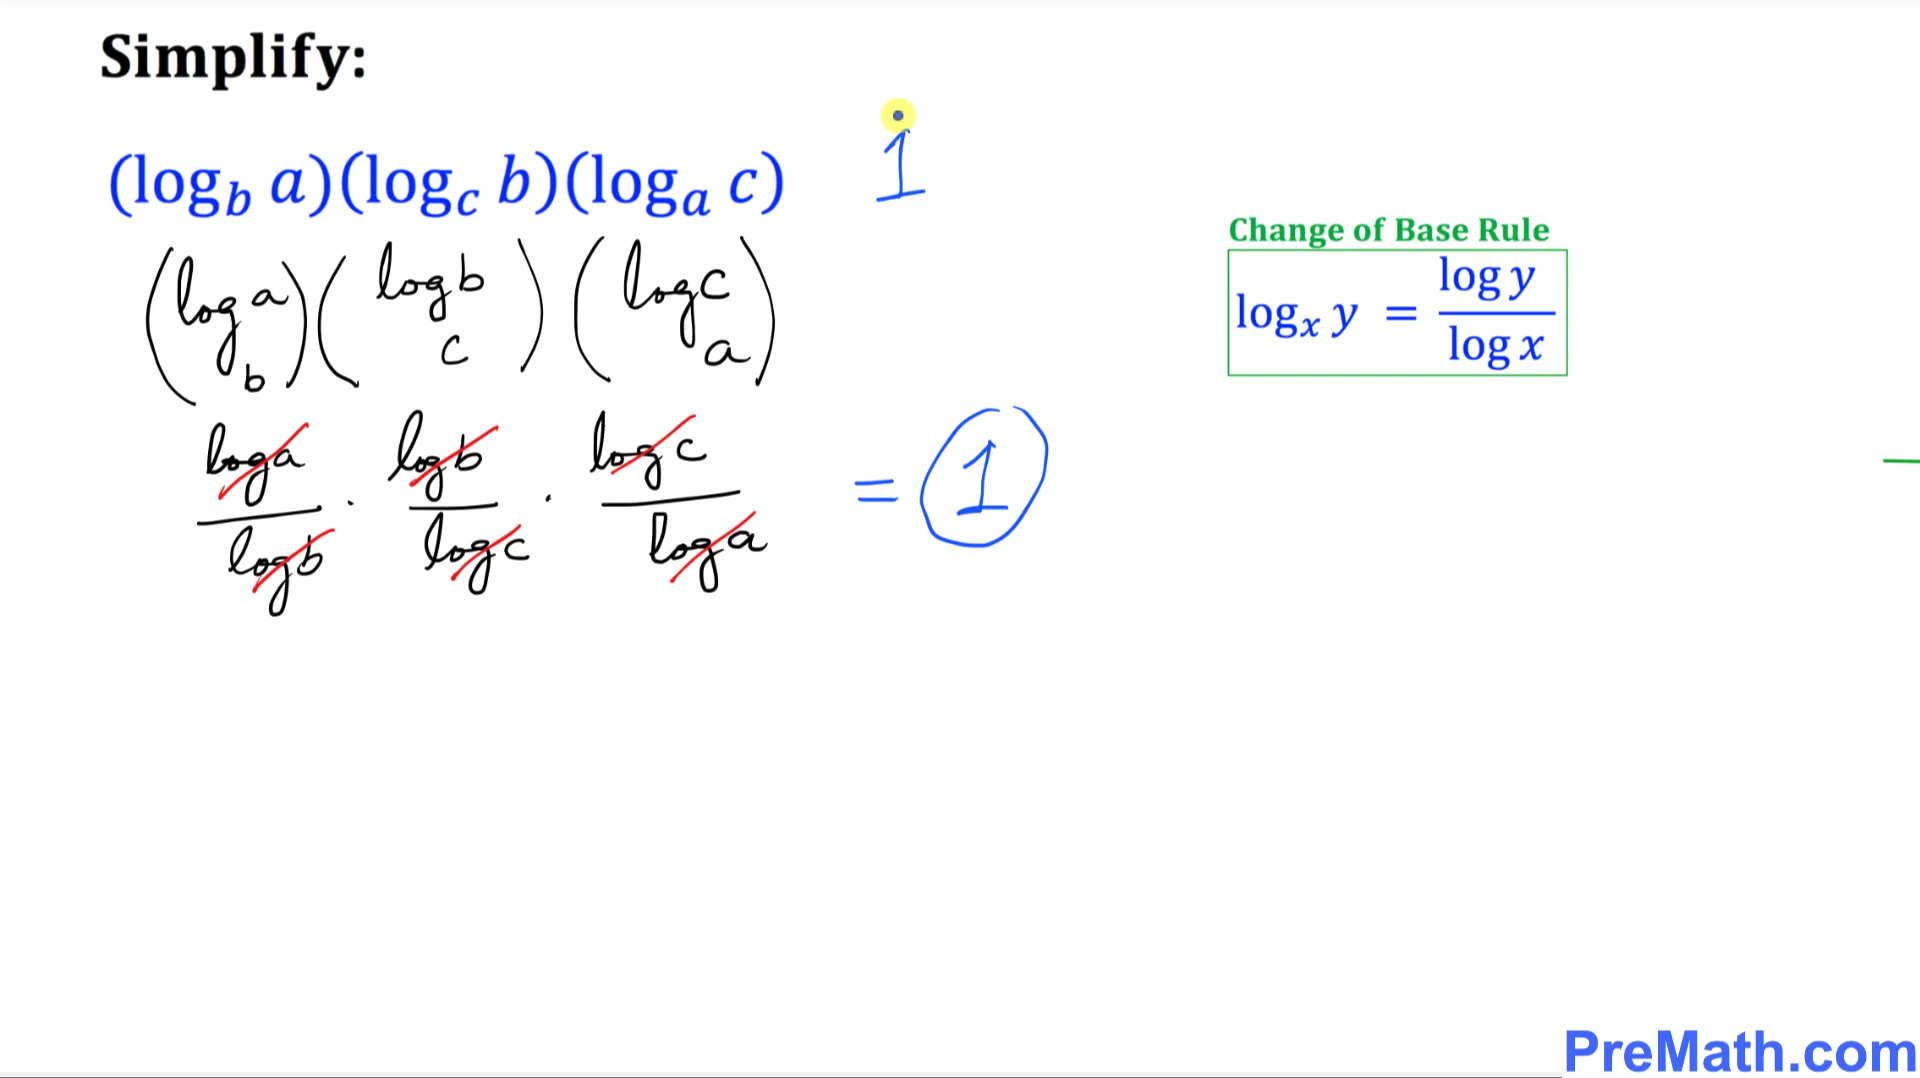 Simplify:
(log_b a)(log_c b)(log_a c) 1
Change of Base Rule
log_x y = log y / log x
(log_b a)(log_c b)(log_a c)
log a / log b · log b / log c · log c / log a = 1
PreMath.com